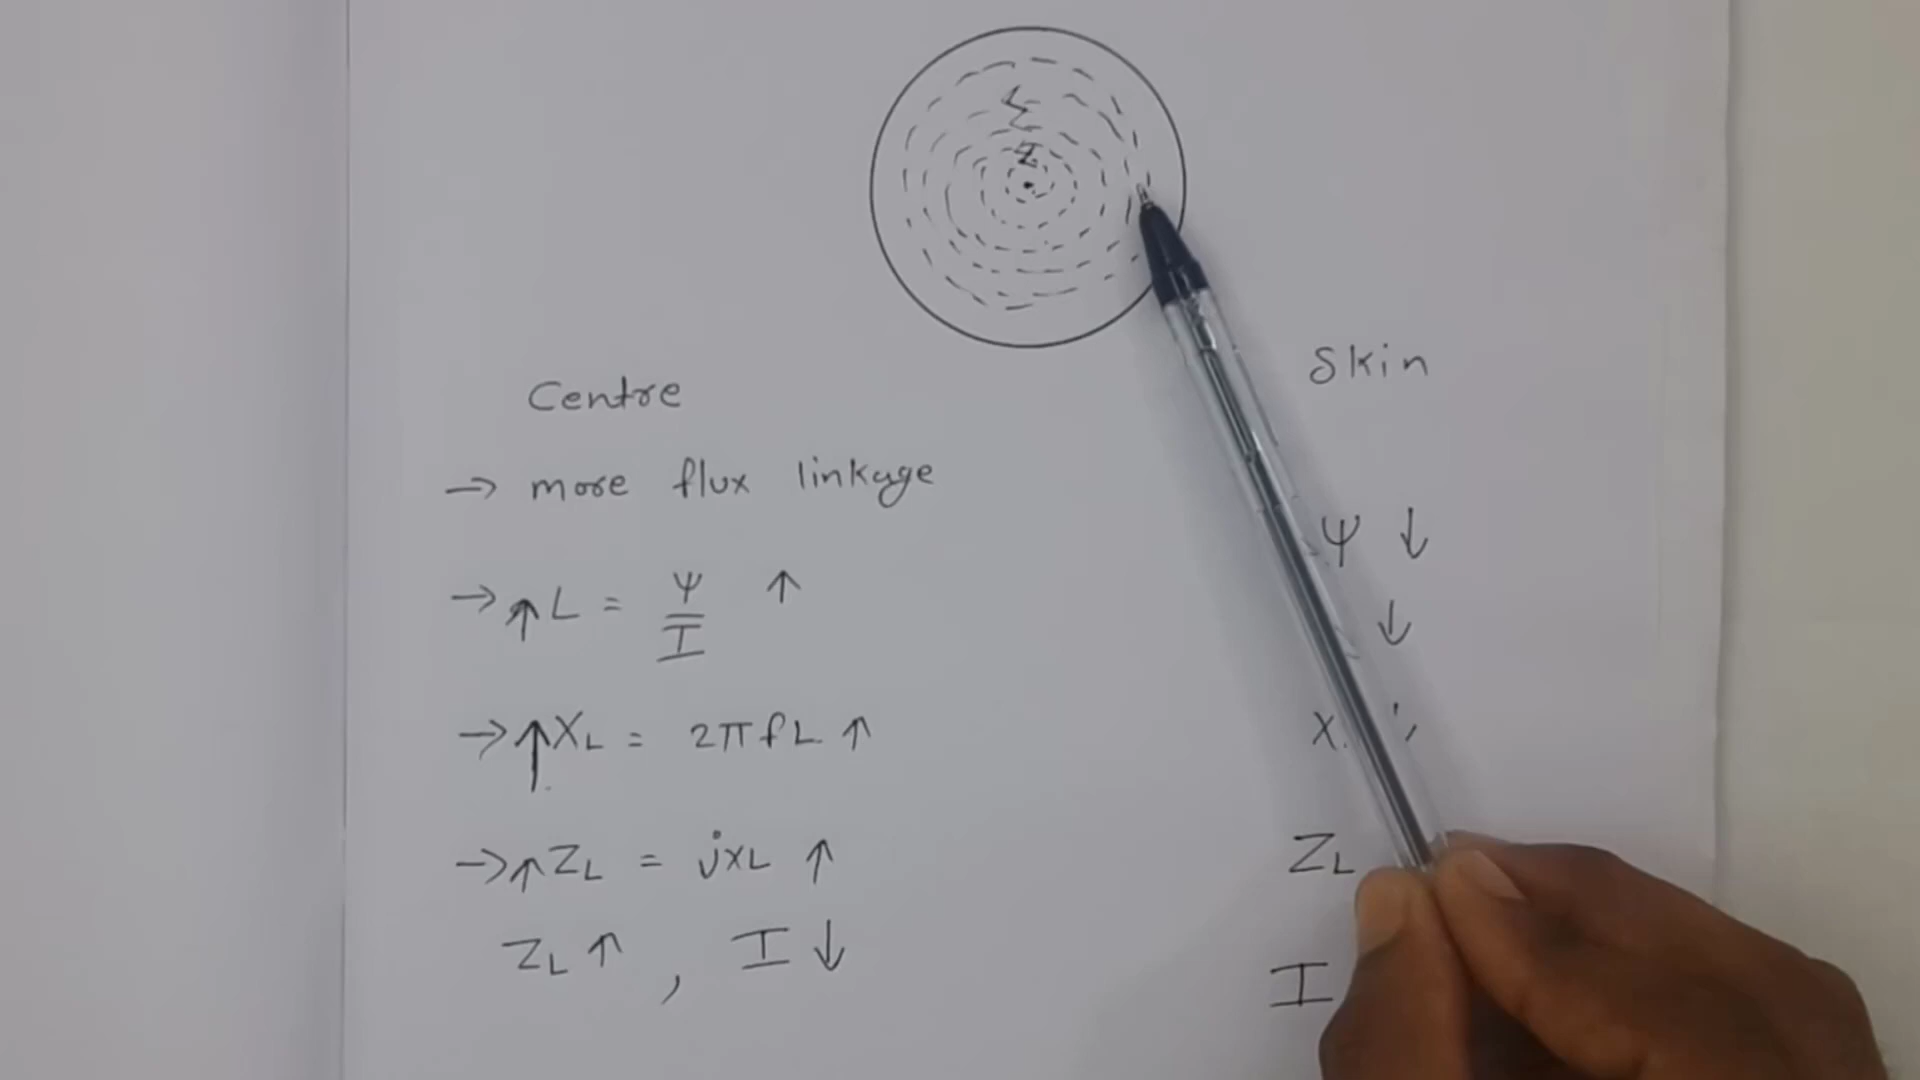 Centre
Skin
→ more flux linkage
ψ ↓
→ ↑ L = ψ/I ↑
↓
→ ↑ XL = 2πfL ↑
X
→ ↑ ZL = jXL ↑
ZL
ZL ↑ , I ↓
I